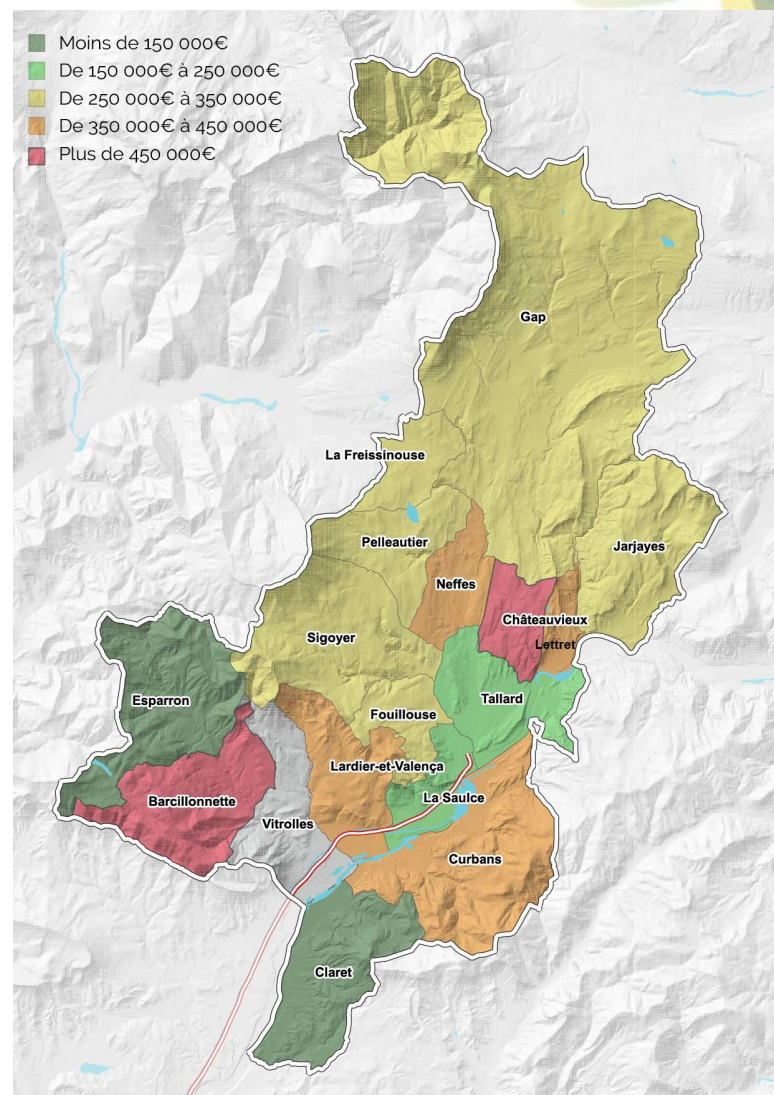 Moins de 150 000€
De 150 000€ à 250 000€
De 250 000€ à 350 000€
De 350 000€ à 450 000€
Plus de 450 000€
Gap
La Freissinouse
Pelleautier
Jarjayes
Neffes
Châteauvieux
Sigoyer
Lettret
Esparron
Tallard
Fouillouse
Lardier-et-Valença
La Saulce
Barcillonnette
Vitrolles
Curbans
Claret